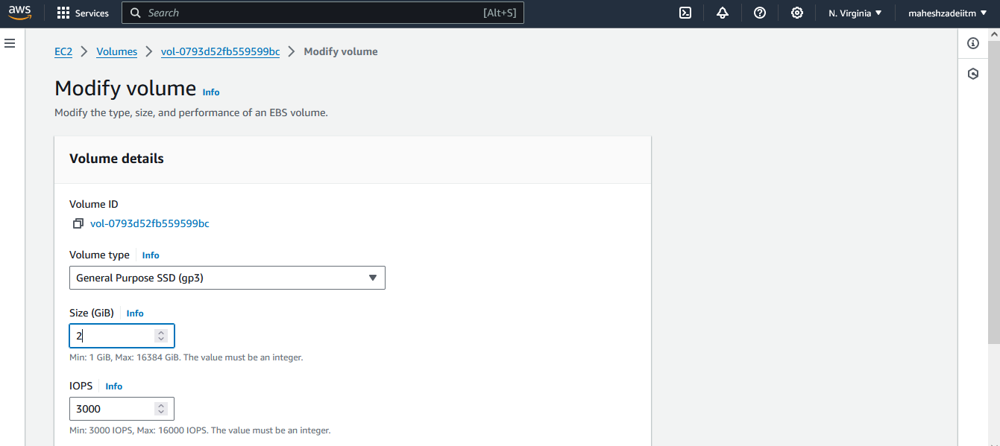 aws Services Search [Alt+S] N. Virginia maheshzadeiitm
EC2 Volumes vol-0793d52fb559599bc Modify volume
Modify volume Info
Modify the type, size, and performance of an EBS volume.
Volume details
Volume ID
vol-0793d52fb559599bc
Volume type Info
General Purpose SSD (gp3)
Size (GiB) Info
2
Min: 1 GiB, Max: 16384 GiB. The value must be an integer.
IOPS Info
3000
Min: 3000 IOPS, Max: 16000 IOPS. The value must be an integer.